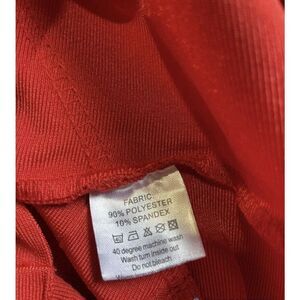 FABRIC
90% POLYESTER
10% SPANDEX
40 degree machine wash
Wash turn inside out
Do not bleach